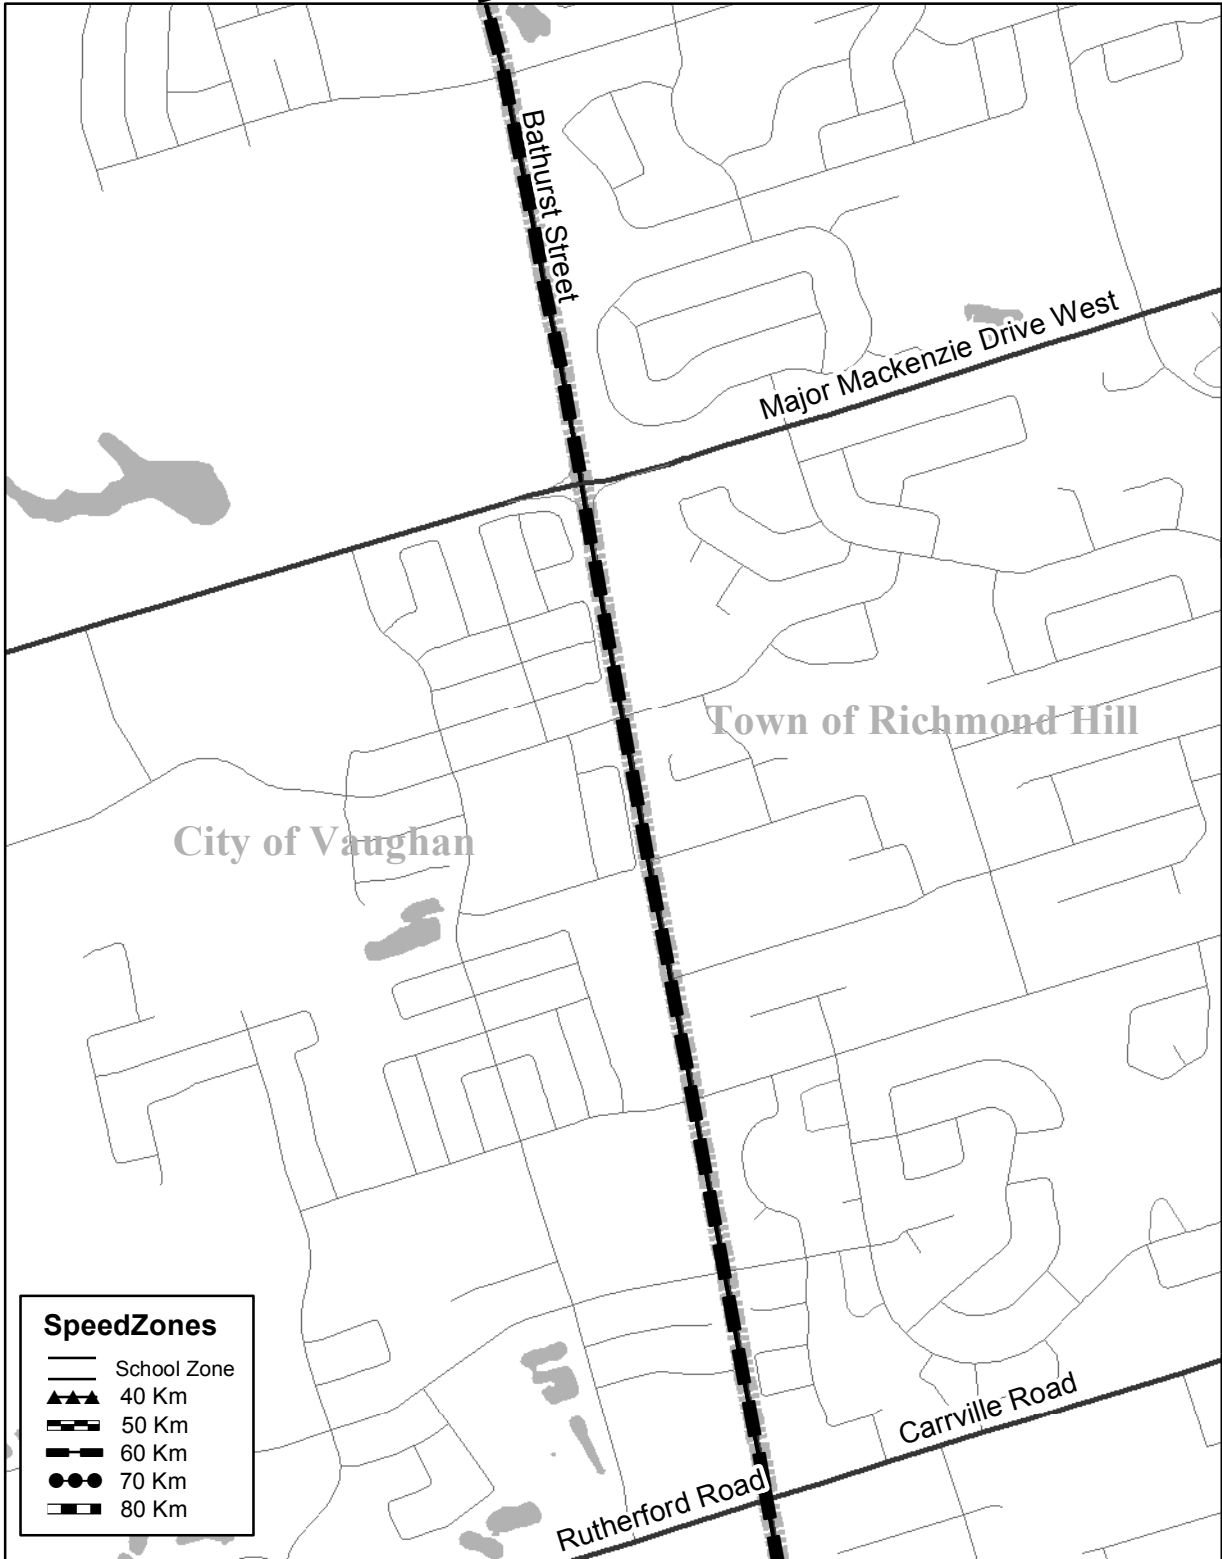 Bathurst Street
Major Mackenzie Drive West
Town of Richmond Hill
City of Vaughan
Carrville Road
Rutherford Road
SpeedZones
School Zone
40 Km
50 Km
60 Km
70 Km
80 Km